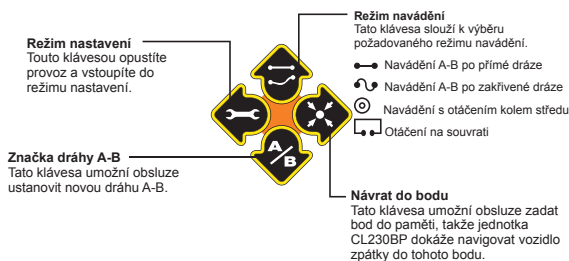 Režim nastavení
Touto klávesou opustíte
provoz a vstoupíte do
režimu nastavení.
Režim navádění
Tato klávesa slouží k výběru
požadovaného režimu navádění.
Navádění A-B po přímé dráze
Navádění A-B po zakřivené dráze
Navádění s otáčením kolem středu
Otáčení na souvrati
A/B
Značka dráhy A-B
Tato klávesa umožní obsluze
ustanovit novou dráhu A-B.
Návrat do bodu
Tato klávesa umožní obsluze zadat
bod do paměti, takže jednotka
CL230BP dokáže navigovat vozidlo
zpátky do tohoto bodu.